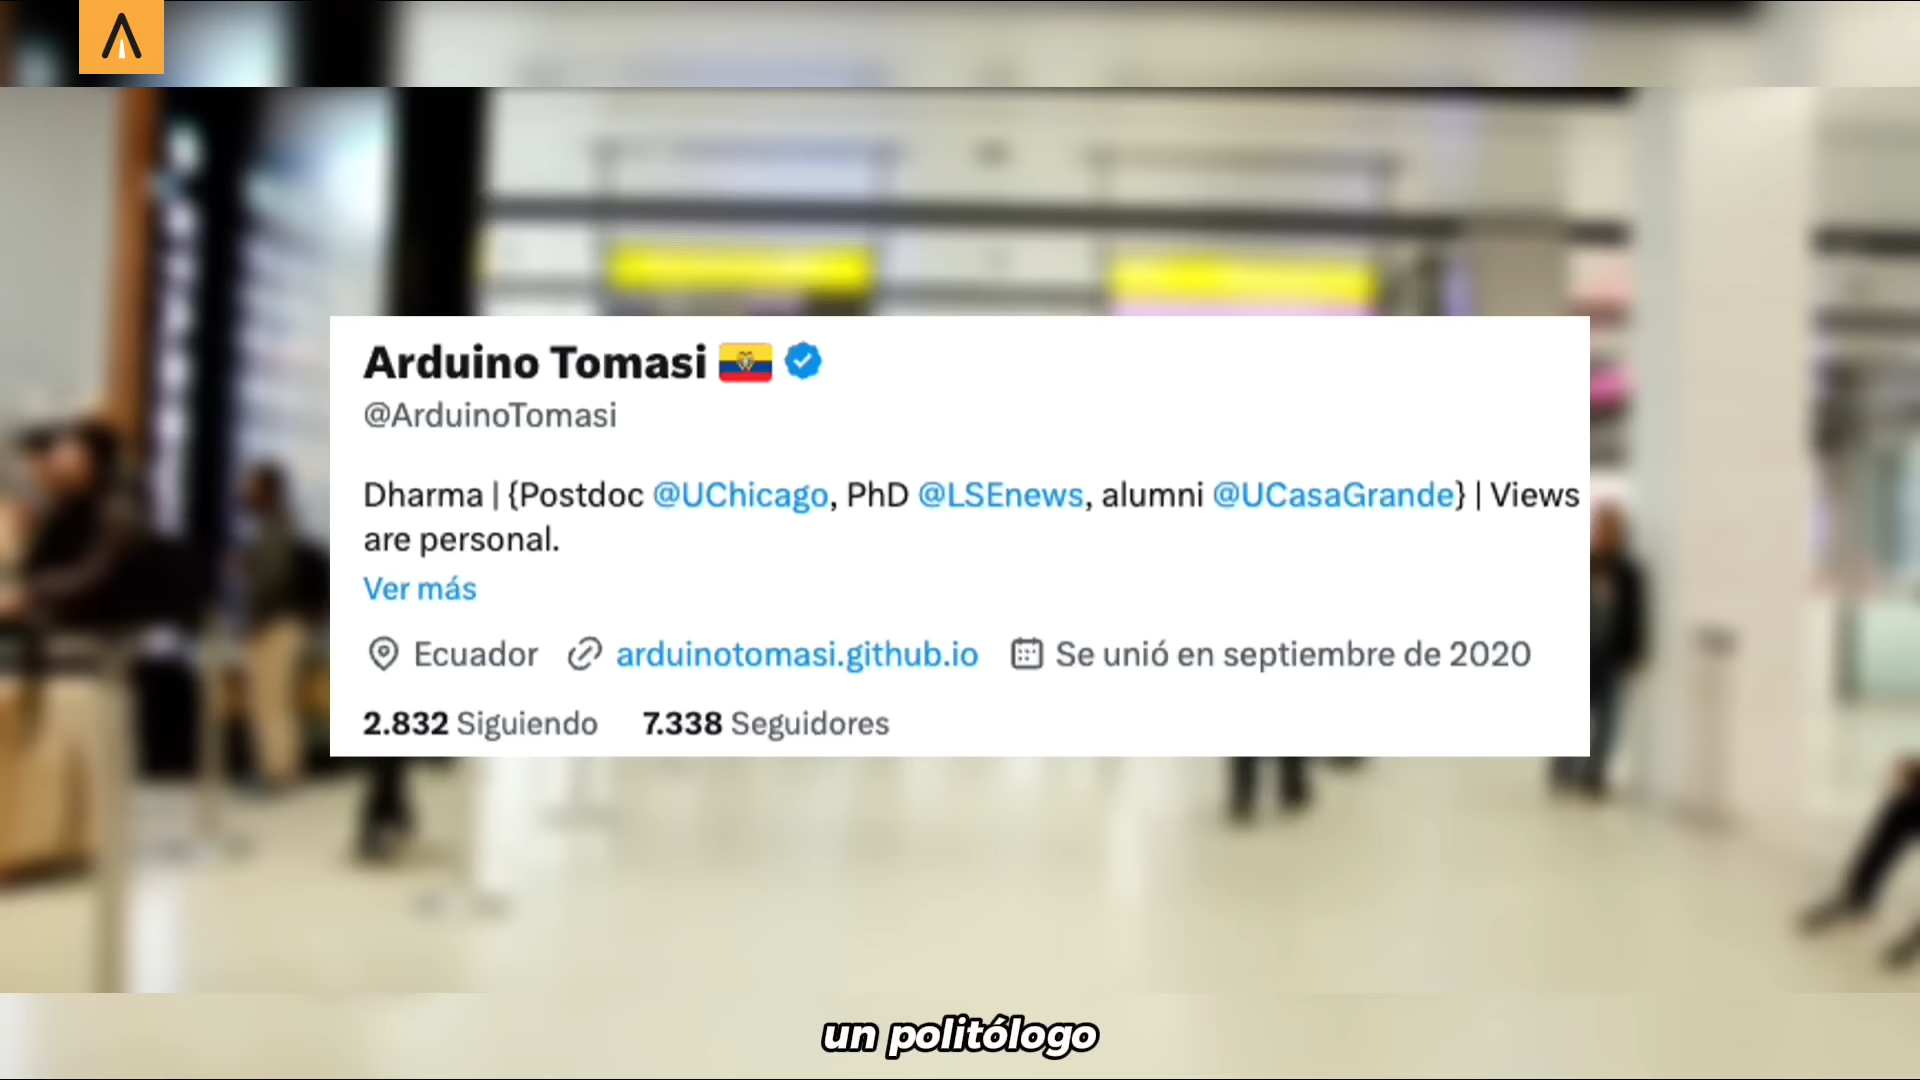 Arduino Tomasi
@ArduinoTomasi
Dharma | {Postdoc @UChicago, PhD @LSEnews, alumni @UCasaGrande} | Views
are personal.
Ver más
Ecuador arduinotomasi.github.io Se unió en septiembre de 2020
2.832 Siguiendo 7.338 Seguidores
un politólogo